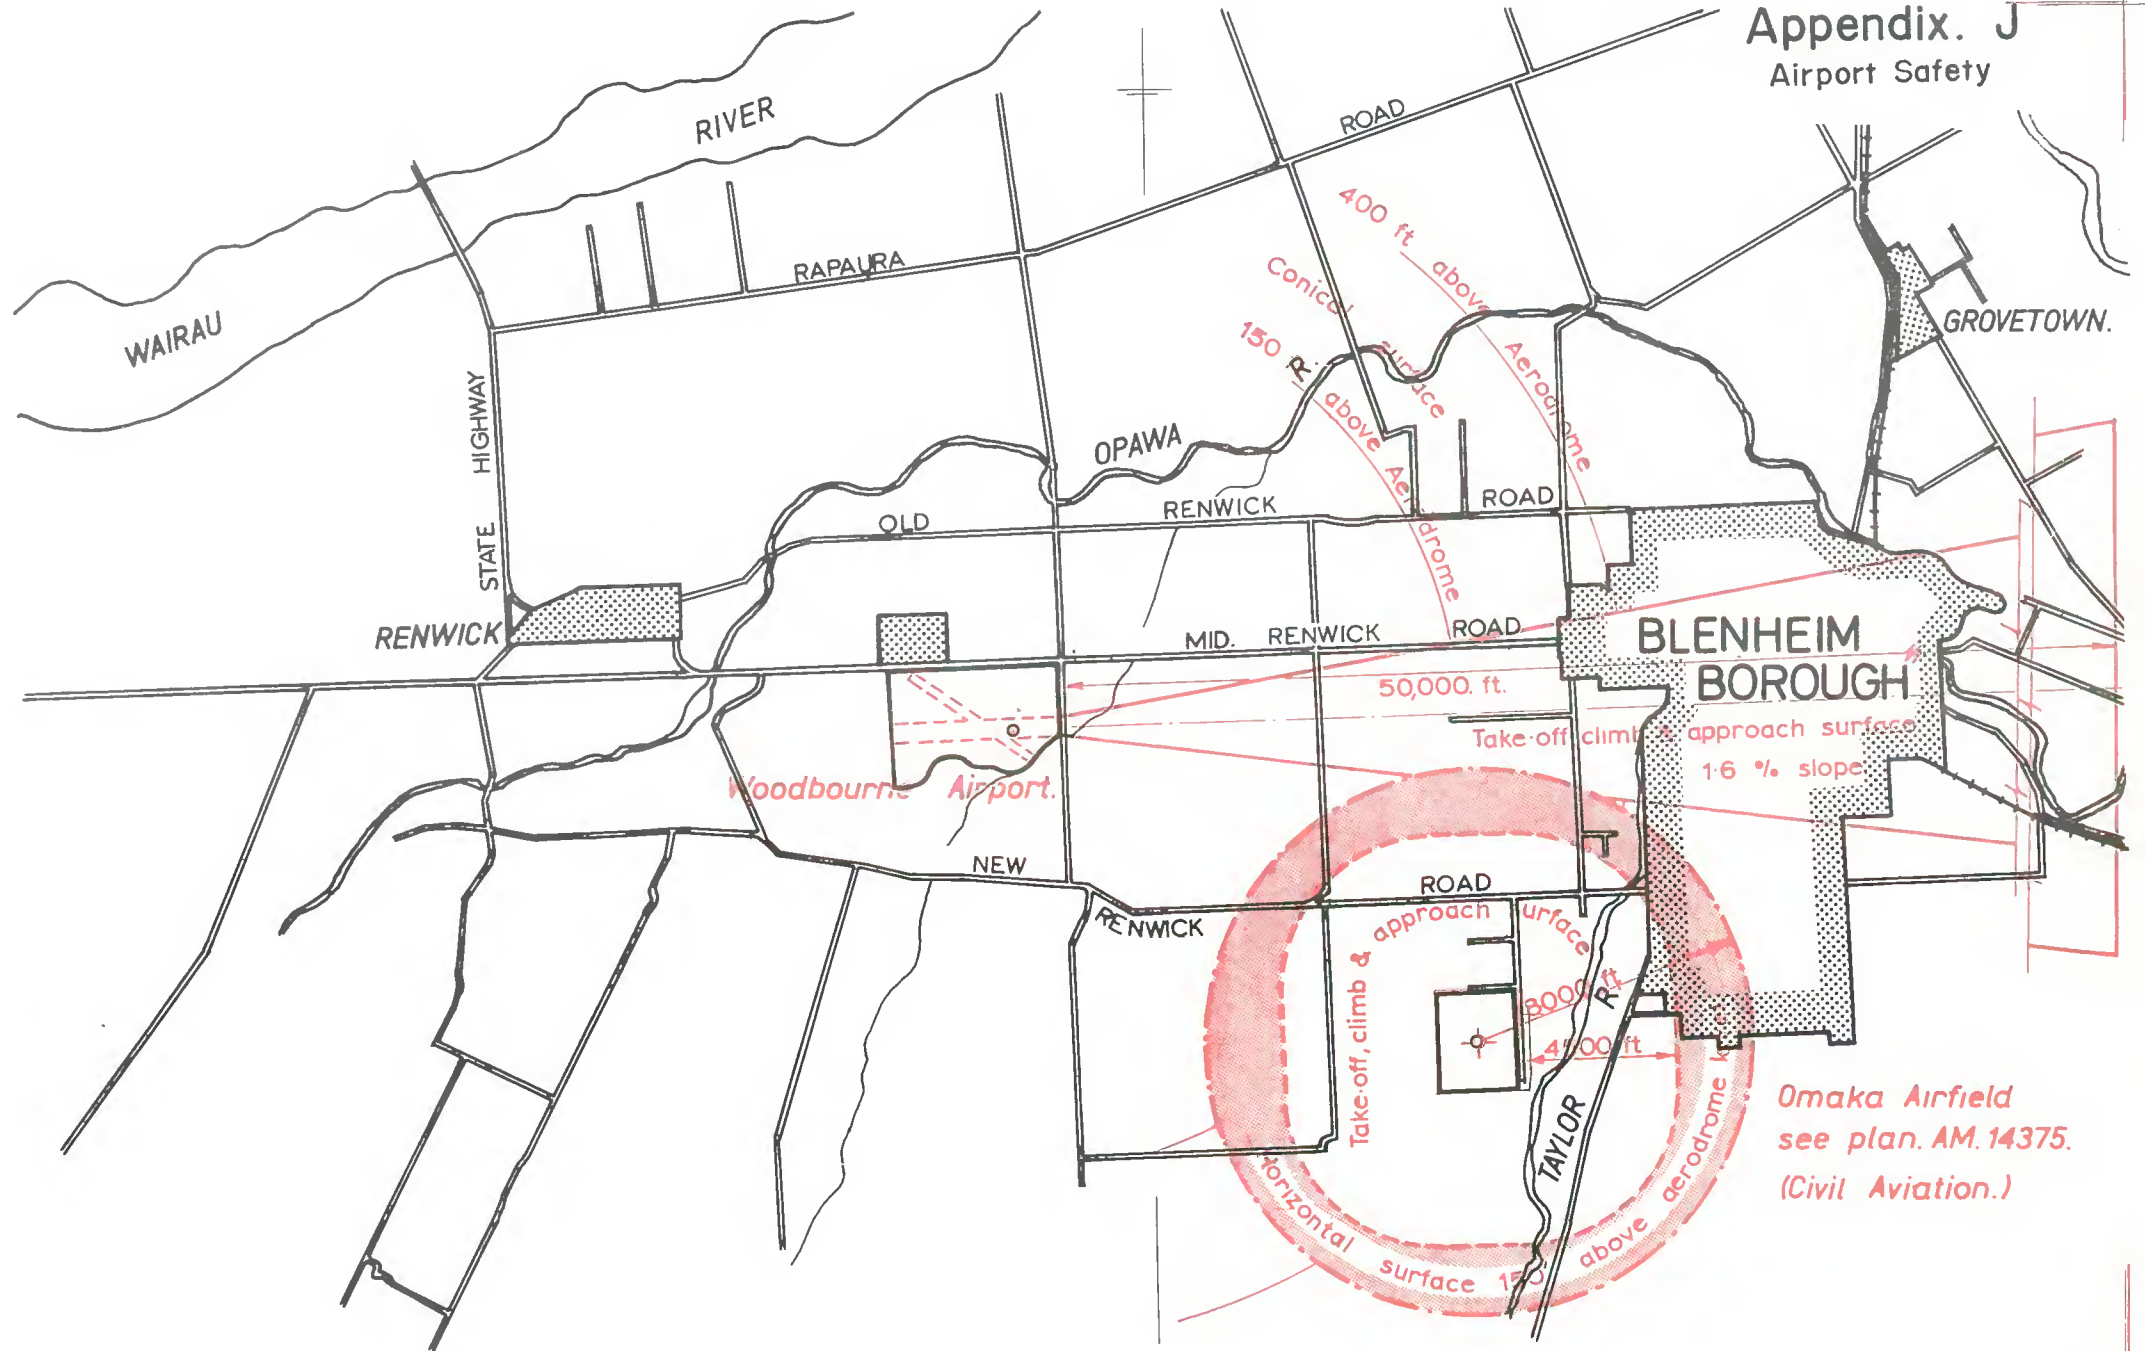 Appendix. J
Airport Safety
WAIRAU
RIVER
STATE HIGHWAY
RAPAURA
ROAD
GROVETOWN.
400 ft above Aerodrome
Conical surface
150 above Aerodrome
OPAWA R.
OLD RENWICK ROAD
RENWICK
MID. RENWICK ROAD
BLENHEIM
BOROUGH
50,000. ft.
Take-off climb & approach surface
1·6 % slope
Woodbourne Airport.
NEW RENWICK ROAD
Take-off, climb & approach surface
8000 ft
4500 ft
TAYLOR R
Horizontal surface 150' above aerodrome
Omaka Airfield
see plan. AM. 14375.
(Civil Aviation.)